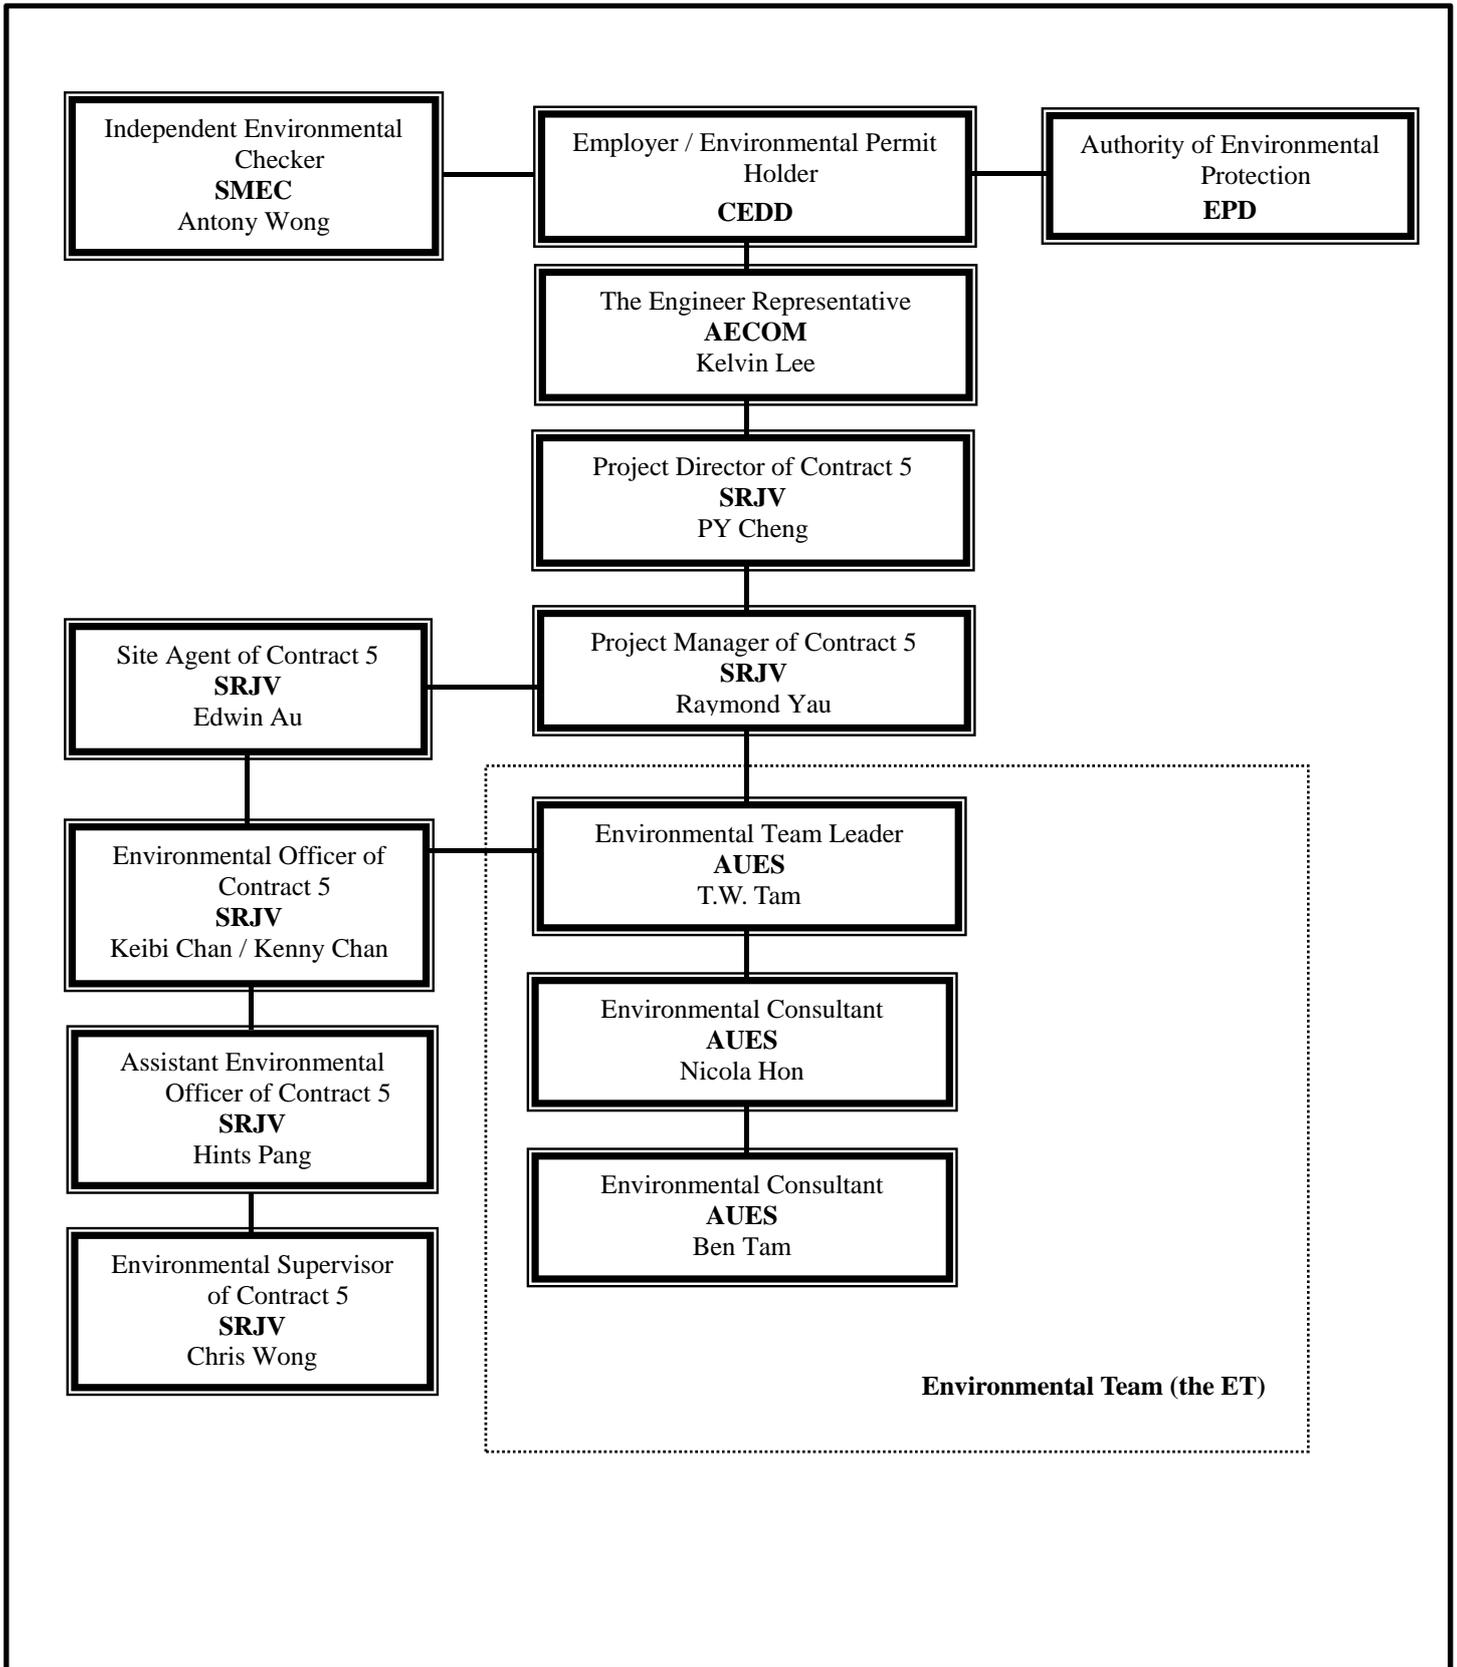 Independent Environmental
Checker
SMEC
Antony Wong
Employer / Environmental Permit
Holder
CEDD
Authority of Environmental
Protection
EPD
The Engineer Representative
AECOM
Kelvin Lee
Project Director of Contract 5
SRJV
PY Cheng
Project Manager of Contract 5
SRJV
Raymond Yau
Site Agent of Contract 5
SRJV
Edwin Au
Environmental Officer of
Contract 5
SRJV
Keibi Chan / Kenny Chan
Environmental Team Leader
AUES
T.W. Tam
Environmental Consultant
AUES
Nicola Hon
Assistant Environmental
Officer of Contract 5
SRJV
Hints Pang
Environmental Consultant
AUES
Ben Tam
Environmental Supervisor
of Contract 5
SRJV
Chris Wong
Environmental Team (the ET)